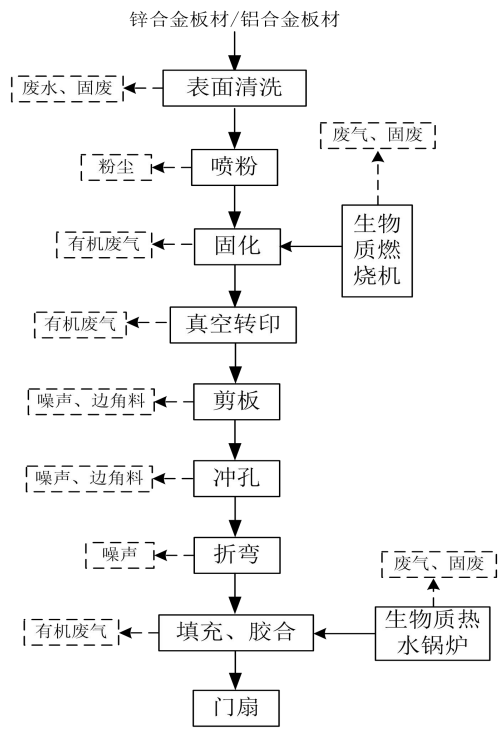 锌合金板材/铝合金板材
废水、固废
表面清洗
废气、固废
粉尘
喷粉
生物
质燃
烧机
有机废气
固化
有机废气
真空转印
噪声、边角料
剪板
噪声、边角料
冲孔
噪声
折弯
废气、固废
有机废气
填充、胶合
生物质热
水锅炉
门扇